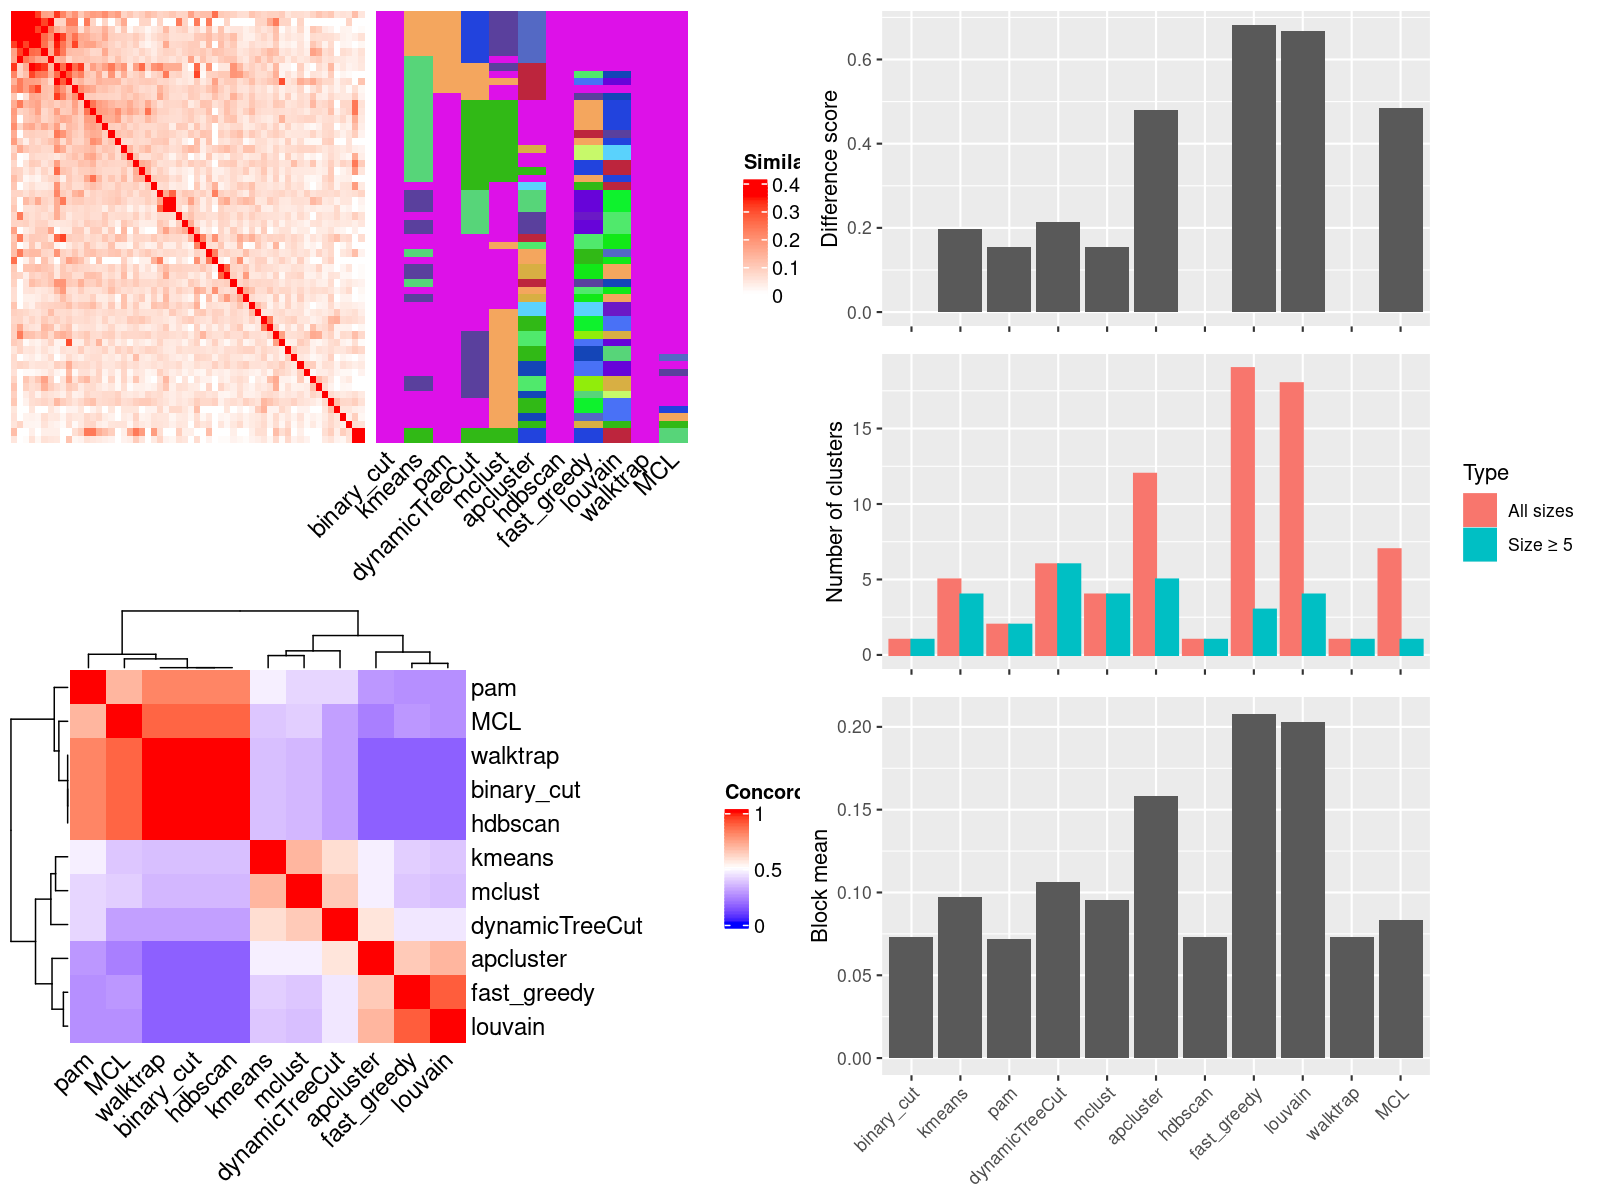 Simila
0.4
0.3
0.2
0.1
0
binary_cut
kmeans
pam
dynamicTreeCut
mclust
apcluster
hdbscan
fast_greedy
louvain
walktrap
MCL
pam
MCL
walktrap
binary_cut
hdbscan
kmeans
mclust
dynamicTreeCut
apcluster
fast_greedy
louvain
pam
MCL
walktrap
binary_cut
hdbscan
kmeans
mclust
dynamicTreeCut
apcluster
fast_greedy
louvain
Concord
1
0.5
0
Difference score
0.6
0.4
0.2
0.0
Number of clusters
15
10
5
0
Type
All sizes
Size ≥ 5
Block mean
0.20
0.15
0.10
0.05
0.00
binary_cut
kmeans
pam
dynamicTreeCut
mclust
apcluster
hdbscan
fast_greedy
louvain
walktrap
MCL